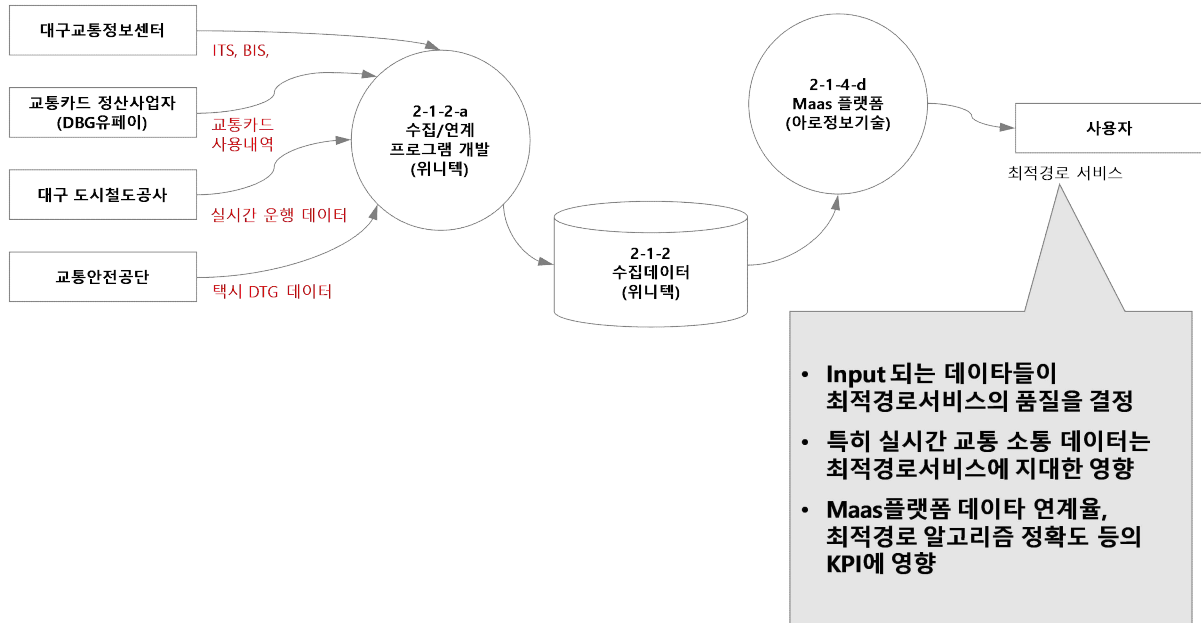 대구교통정보센터
ITS, BIS,
교통카드 정산사업자
(DBG유페이)
교통카드
사용내역
대구 도시철도공사
실시간 운행 데이터
교통안전공단
택시 DTG 데이터
2-1-2-a
수집/연계
프로그램 개발
(위니텍)
2-1-2
수집데이터
(위니텍)
2-1-4-d
Maas 플랫폼
(아로정보기술)
사용자
최적경로 서비스
• Input 되는 데이타들이
최적경로서비스의 품질을 결정
• 특히 실시간 교통 소통 데이터는
최적경로서비스에 지대한 영향
• Maas플랫폼 데이타 연계율,
최적경로 알고리즘 정확도 등의
KPI에 영향